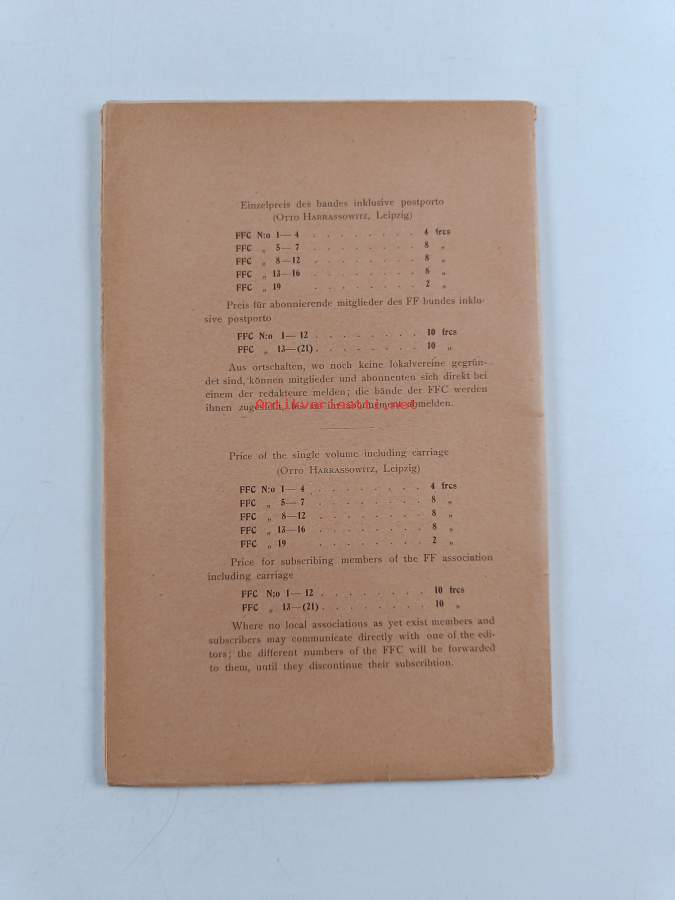 Einzelpreis des bandes inklusive postporto
(Otto Harrassowitz, Leipzig)
FFC N:o 1—4 . . . . . . . . 4 frcs
FFC „ 5—7 . . . . . . . . 8 „
FFC „ 8—12 . . . . . . . . 8 „
FFC „ 13—16 . . . . . . . . 8 „
FFC „ 19 . . . . . . . . 2 „
Preis für abonnierende mitglieder des FF bundes inklu-
sive postporto
FFC N:o 1—12 . . . . . . . . 10 frcs
FFC „ 13—(21) . . . . . . . . 10 „
Aus ortschaften, wo noch keine lokalvereine gegrün-
det sind, können mitglieder und abonnenten sich direkt bei
einem der redakteure melden; die bände der FFC werden
ihnen abmelden.
Antikvariaatti.net
Price of the single volume including carriage
(Otto Harrassowitz, Leipzig)
FFC N:o 1—4 . . . . . . . . 4 frcs
FFC „ 5—7 . . . . . . . . 8 „
FFC „ 8—12 . . . . . . . . 8 „
FFC „ 13—16 . . . . . . . . 8 „
FFC „ 19 . . . . . . . . 2 „
Price for subscribing members of the FF association
including carriage
FFC N:o 1—12 . . . . . . . . 10 frcs
FFC „ 13—(21) . . . . . . . . 10 „
Where no local associations as yet exist members and
subscribers may communicate directly with one of the edi-
tors; the different numbers of the FFC will be forwarded
to them, until they discontinue their subscribtion.